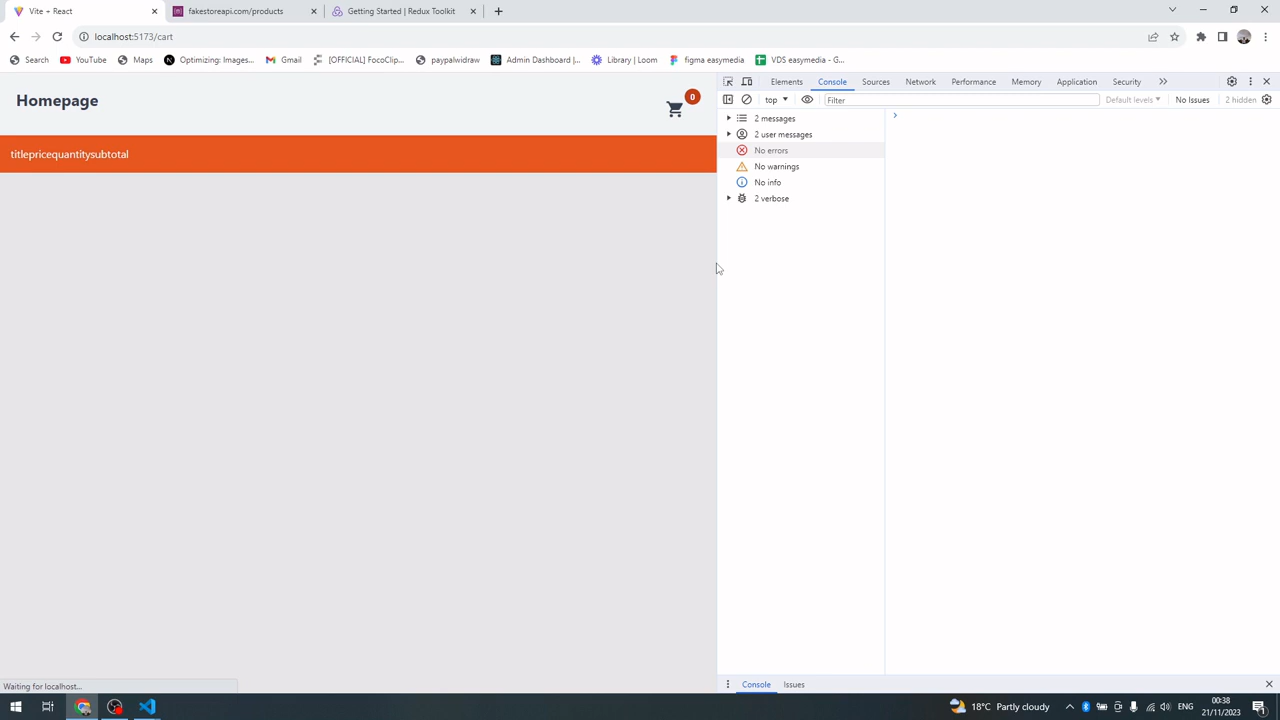 Vite + React
fakestoreapi.com/products
Getting Started | Redux Toolkit
localhost:5173/cart
Search
YouTube
Maps
Optimizing: Images...
Gmail
[OFFICIAL] FocoClip...
paypalwidraw
Admin Dashboard |...
Library | Loom
figma easymedia
VDS easymedia - G...
Homepage
0
titlepricequantitysubtotal
Elements
Console
Sources
Network
Performance
Memory
Application
Security
top
Filter
Default levels
No Issues
2 hidden
2 messages
2 user messages
No errors
No warnings
No info
2 verbose
Console
Issues
Waiting for localhost...
18°C Partly cloudy
ENG
00:38
21/11/2023